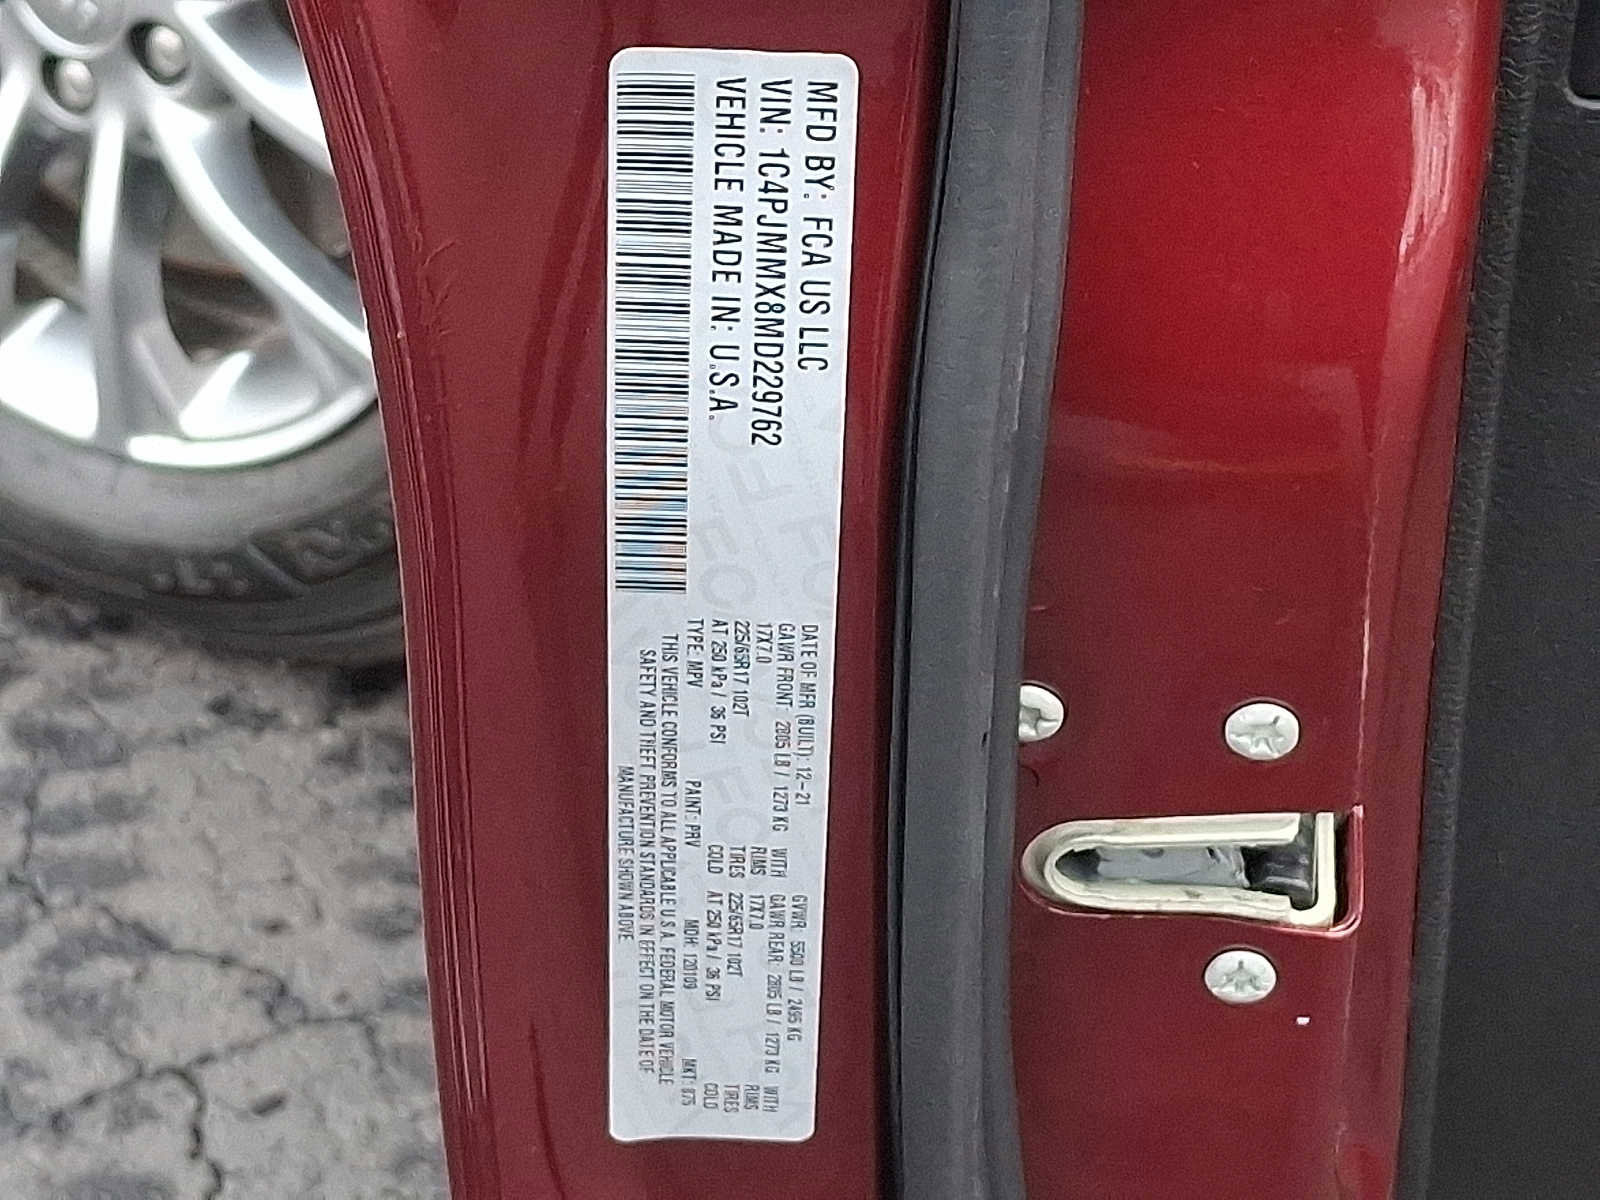 MFD BY: FCA US LLC
VIN: 1C4PJMMX8MD229762
VEHICLE MADE IN: U.S.A.
DATE OF MFR (BUILT): 12-21 GVWR: 5500 LB / 2495 KG
GAWR FRONT: 2805 LB / 1273 KG WITH GAWR REAR: 2805 LB / 1273 KG WITH
17X7.0 RIMS 17X7.0 RIMS
225/65R17 102T TIRES 225/65R17 102T TIRES
AT 250 kPa / 36 PSI COLD AT 250 kPa / 36 PSI COLD
TYPE: MPV PAINT: PRV MDH: 120109 MKT: 875
THIS VEHICLE CONFORMS TO ALL APPLICABLE U.S.A. FEDERAL MOTOR VEHICLE
SAFETY AND THEFT PREVENTION STANDARDS IN EFFECT ON THE DATE OF
MANUFACTURE SHOWN ABOVE.